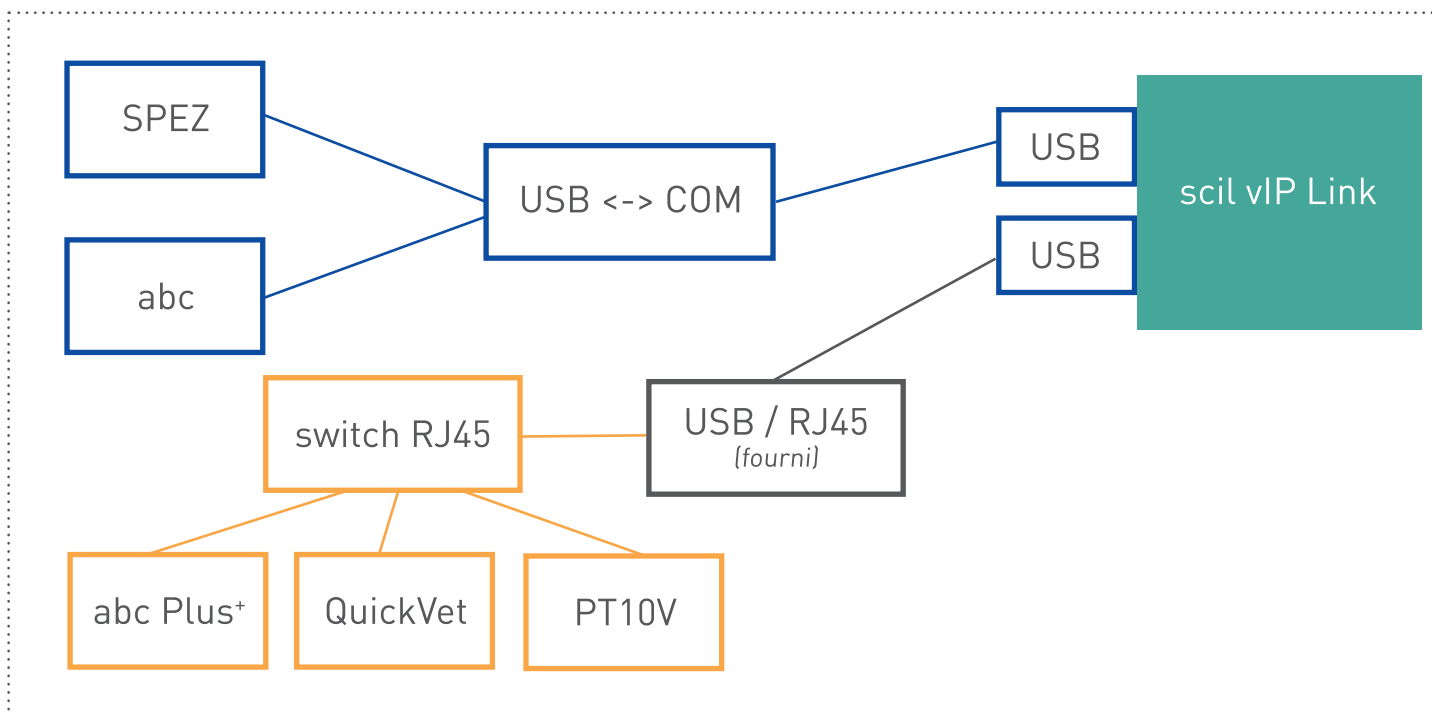 SPEZ
USB <-> COM
USB
scil vIP Link
USB
abc
switch RJ45
USB / RJ45
(fourni)
abc Plus⁺
QuickVet
PT10V